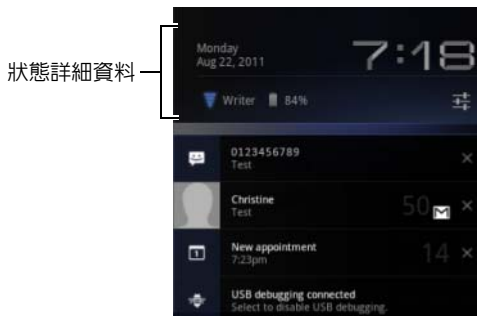 狀態詳細資料
Monday
Aug 22, 2011
7:18
Writer 84%
0123456789
Test
Christine
Test
50
New appointment
7:23pm
14
USB debugging connected
Select to disable USB debugging.